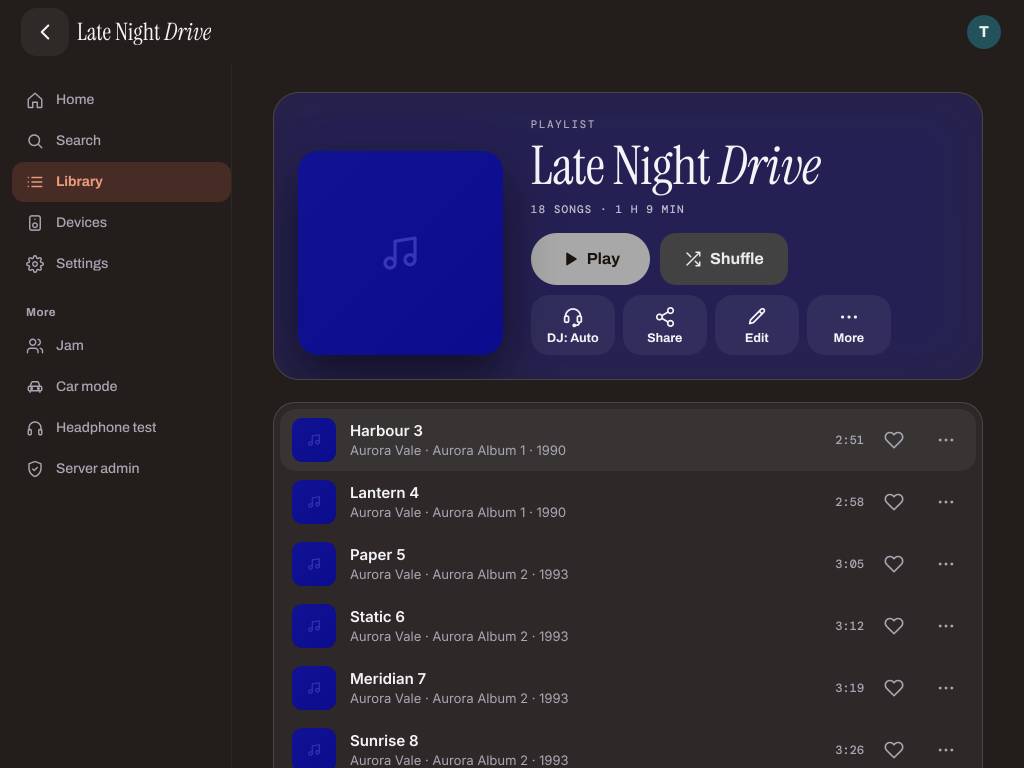 Late Night Drive
T
Home
Search
Library
Devices
Settings
More
Jam
Car mode
Headphone test
Server admin
PLAYLIST
Late Night Drive
18 SONGS · 1 H 9 MIN
Play
Shuffle
DJ: Auto
Share
Edit
More
Harbour 3
Aurora Vale · Aurora Album 1 · 1990
2:51
Lantern 4
Aurora Vale · Aurora Album 1 · 1990
2:58
Paper 5
Aurora Vale · Aurora Album 2 · 1993
3:05
Static 6
Aurora Vale · Aurora Album 2 · 1993
3:12
Meridian 7
Aurora Vale · Aurora Album 2 · 1993
3:19
Sunrise 8
Aurora Vale · Aurora Album 2 · 1993
3:26